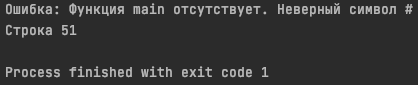 Ошибка: Функция main отсутствует. Неверный символ #
Строка 51
Process finished with exit code 1